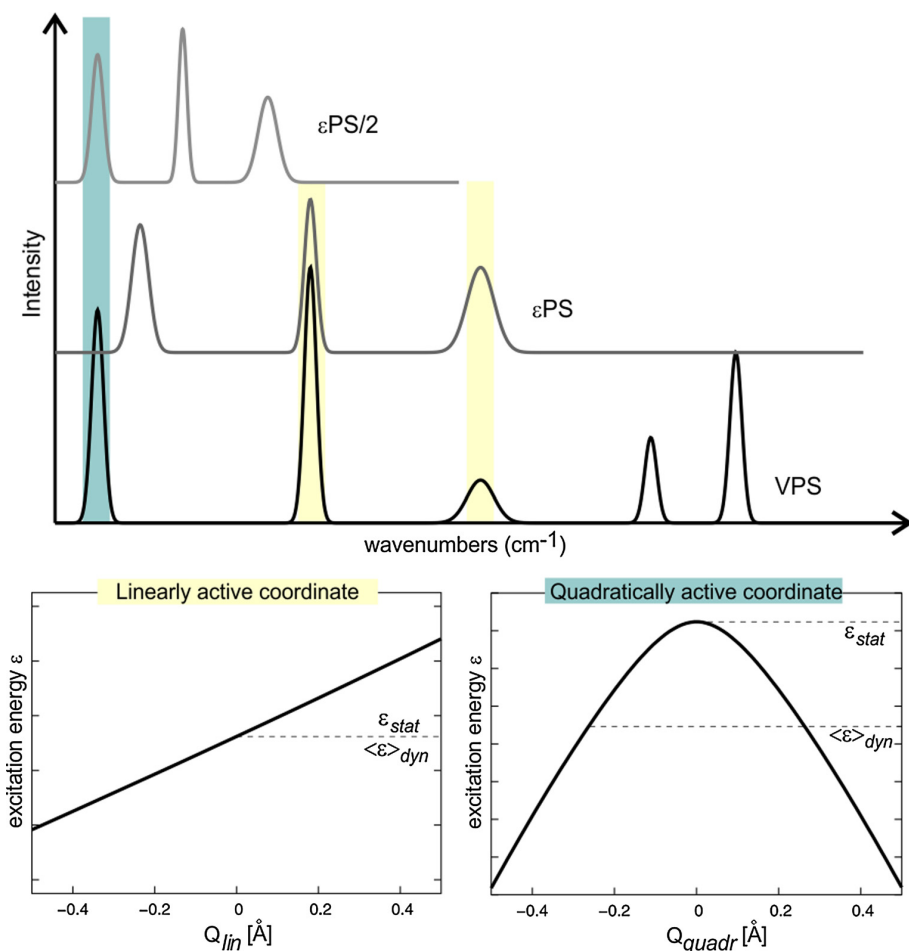 εPS/2
Intensity
εPS
VPS
wavenumbers (cm-1)
Linearly active coordinate
Quadratically active coordinate
excitation energy ε
εstat
<ε>dyn
−0.4 −0.2 0 0.2 0.4
Qlin [Å]
excitation energy ε
εstat
<ε>dyn
−0.4 −0.2 0 0.2 0.4
Qquadr [Å]